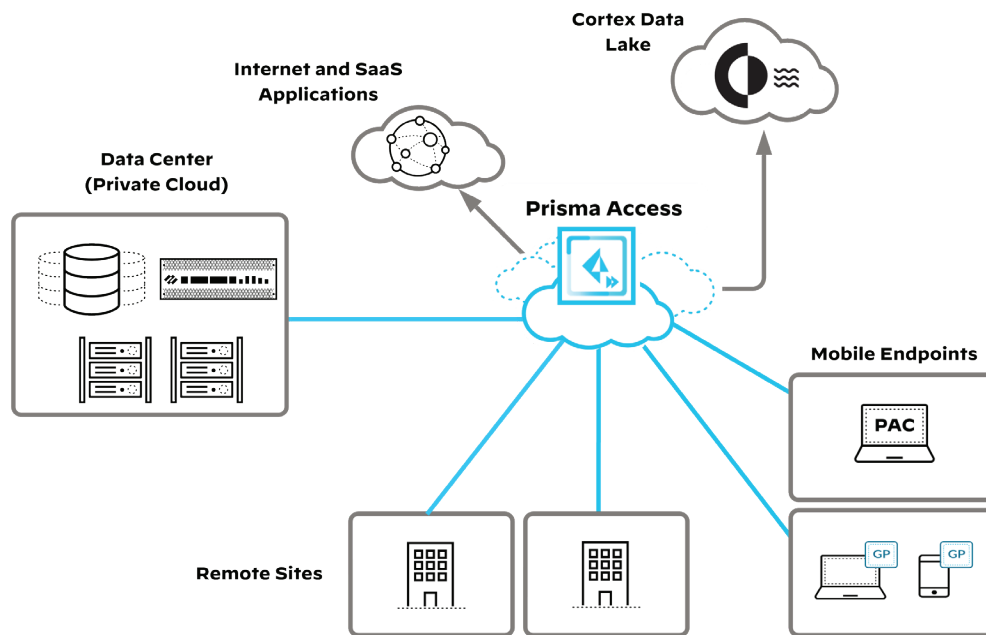 Cortex Data
Lake
Internet and SaaS
Applications
Data Center
(Private Cloud)
Prisma Access
Mobile Endpoints
PAC
Remote Sites
GP
GP